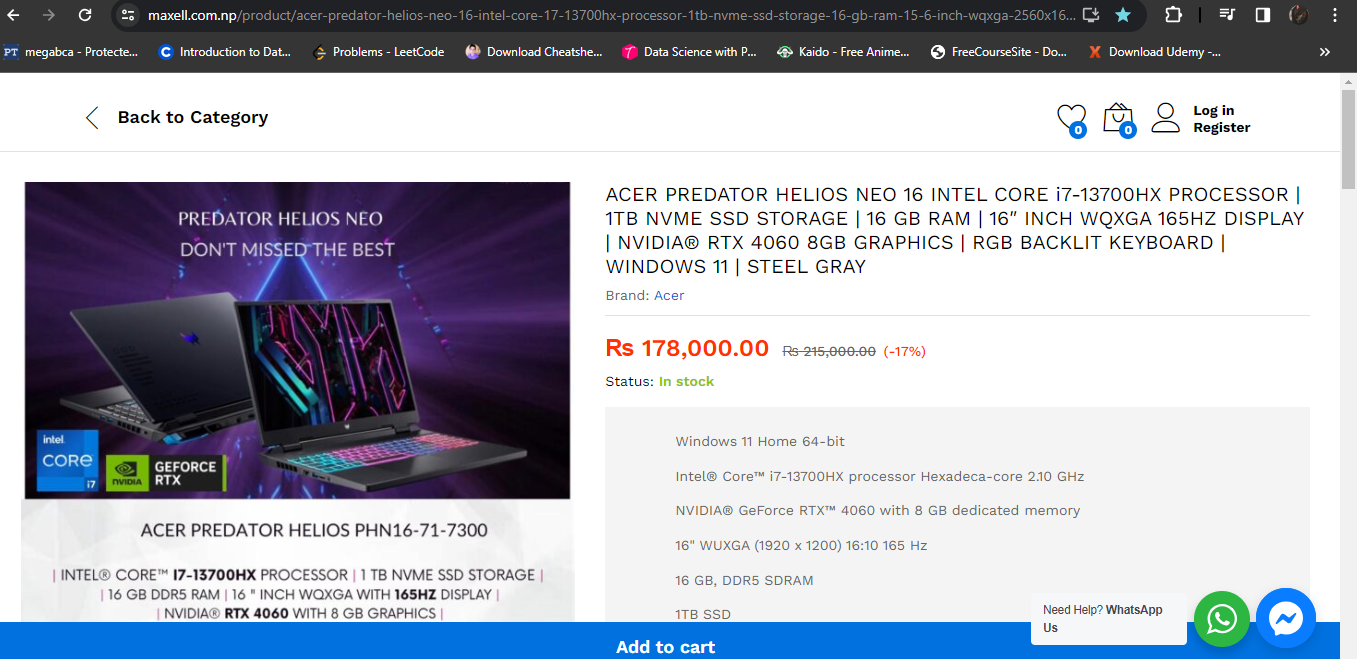 maxell.com.np/product/acer-predator-helios-neo-16-intel-core-17-13700hx-processor-1tb-nvme-ssd-storage-16-gb-ram-15-6-inch-wqxga-2560x16...
PT megabca - Protecte...
C Introduction to Dat...
Problems - LeetCode
Download Cheatshe...
Data Science with P...
Kaido - Free Anime...
FreeCourseSite - Do...
Download Udemy -...
Back to Category
0
0
Log in
Register
PREDATOR HELIOS NEO
DON'T MISSED THE BEST
intel
CORE
i7
NVIDIA
GEFORCE
RTX
ACER PREDATOR HELIOS PHN16-71-7300
| INTEL® CORE™ I7-13700HX PROCESSOR | 1 TB NVME SSD STORAGE |
| 16 GB DDR5 RAM | 16 " INCH WQXGA WITH 165HZ DISPLAY |
| NVIDIA® RTX 4060 WITH 8 GB GRAPHICS |
ACER PREDATOR HELIOS NEO 16 INTEL CORE i7-13700HX PROCESSOR |
1TB NVME SSD STORAGE | 16 GB RAM | 16″ INCH WQXGA 165HZ DISPLAY
| NVIDIA® RTX 4060 8GB GRAPHICS | RGB BACKLIT KEYBOARD |
WINDOWS 11 | STEEL GRAY
Brand: Acer
₨ 178,000.00 ₨ 215,000.00 (-17%)
Status: In stock
Windows 11 Home 64-bit
Intel® Core™ i7-13700HX processor Hexadeca-core 2.10 GHz
NVIDIA® GeForce RTX™ 4060 with 8 GB dedicated memory
16" WUXGA (1920 x 1200) 16:10 165 Hz
16 GB, DDR5 SDRAM
1TB SSD
Need Help? WhatsApp
Us
Add to cart